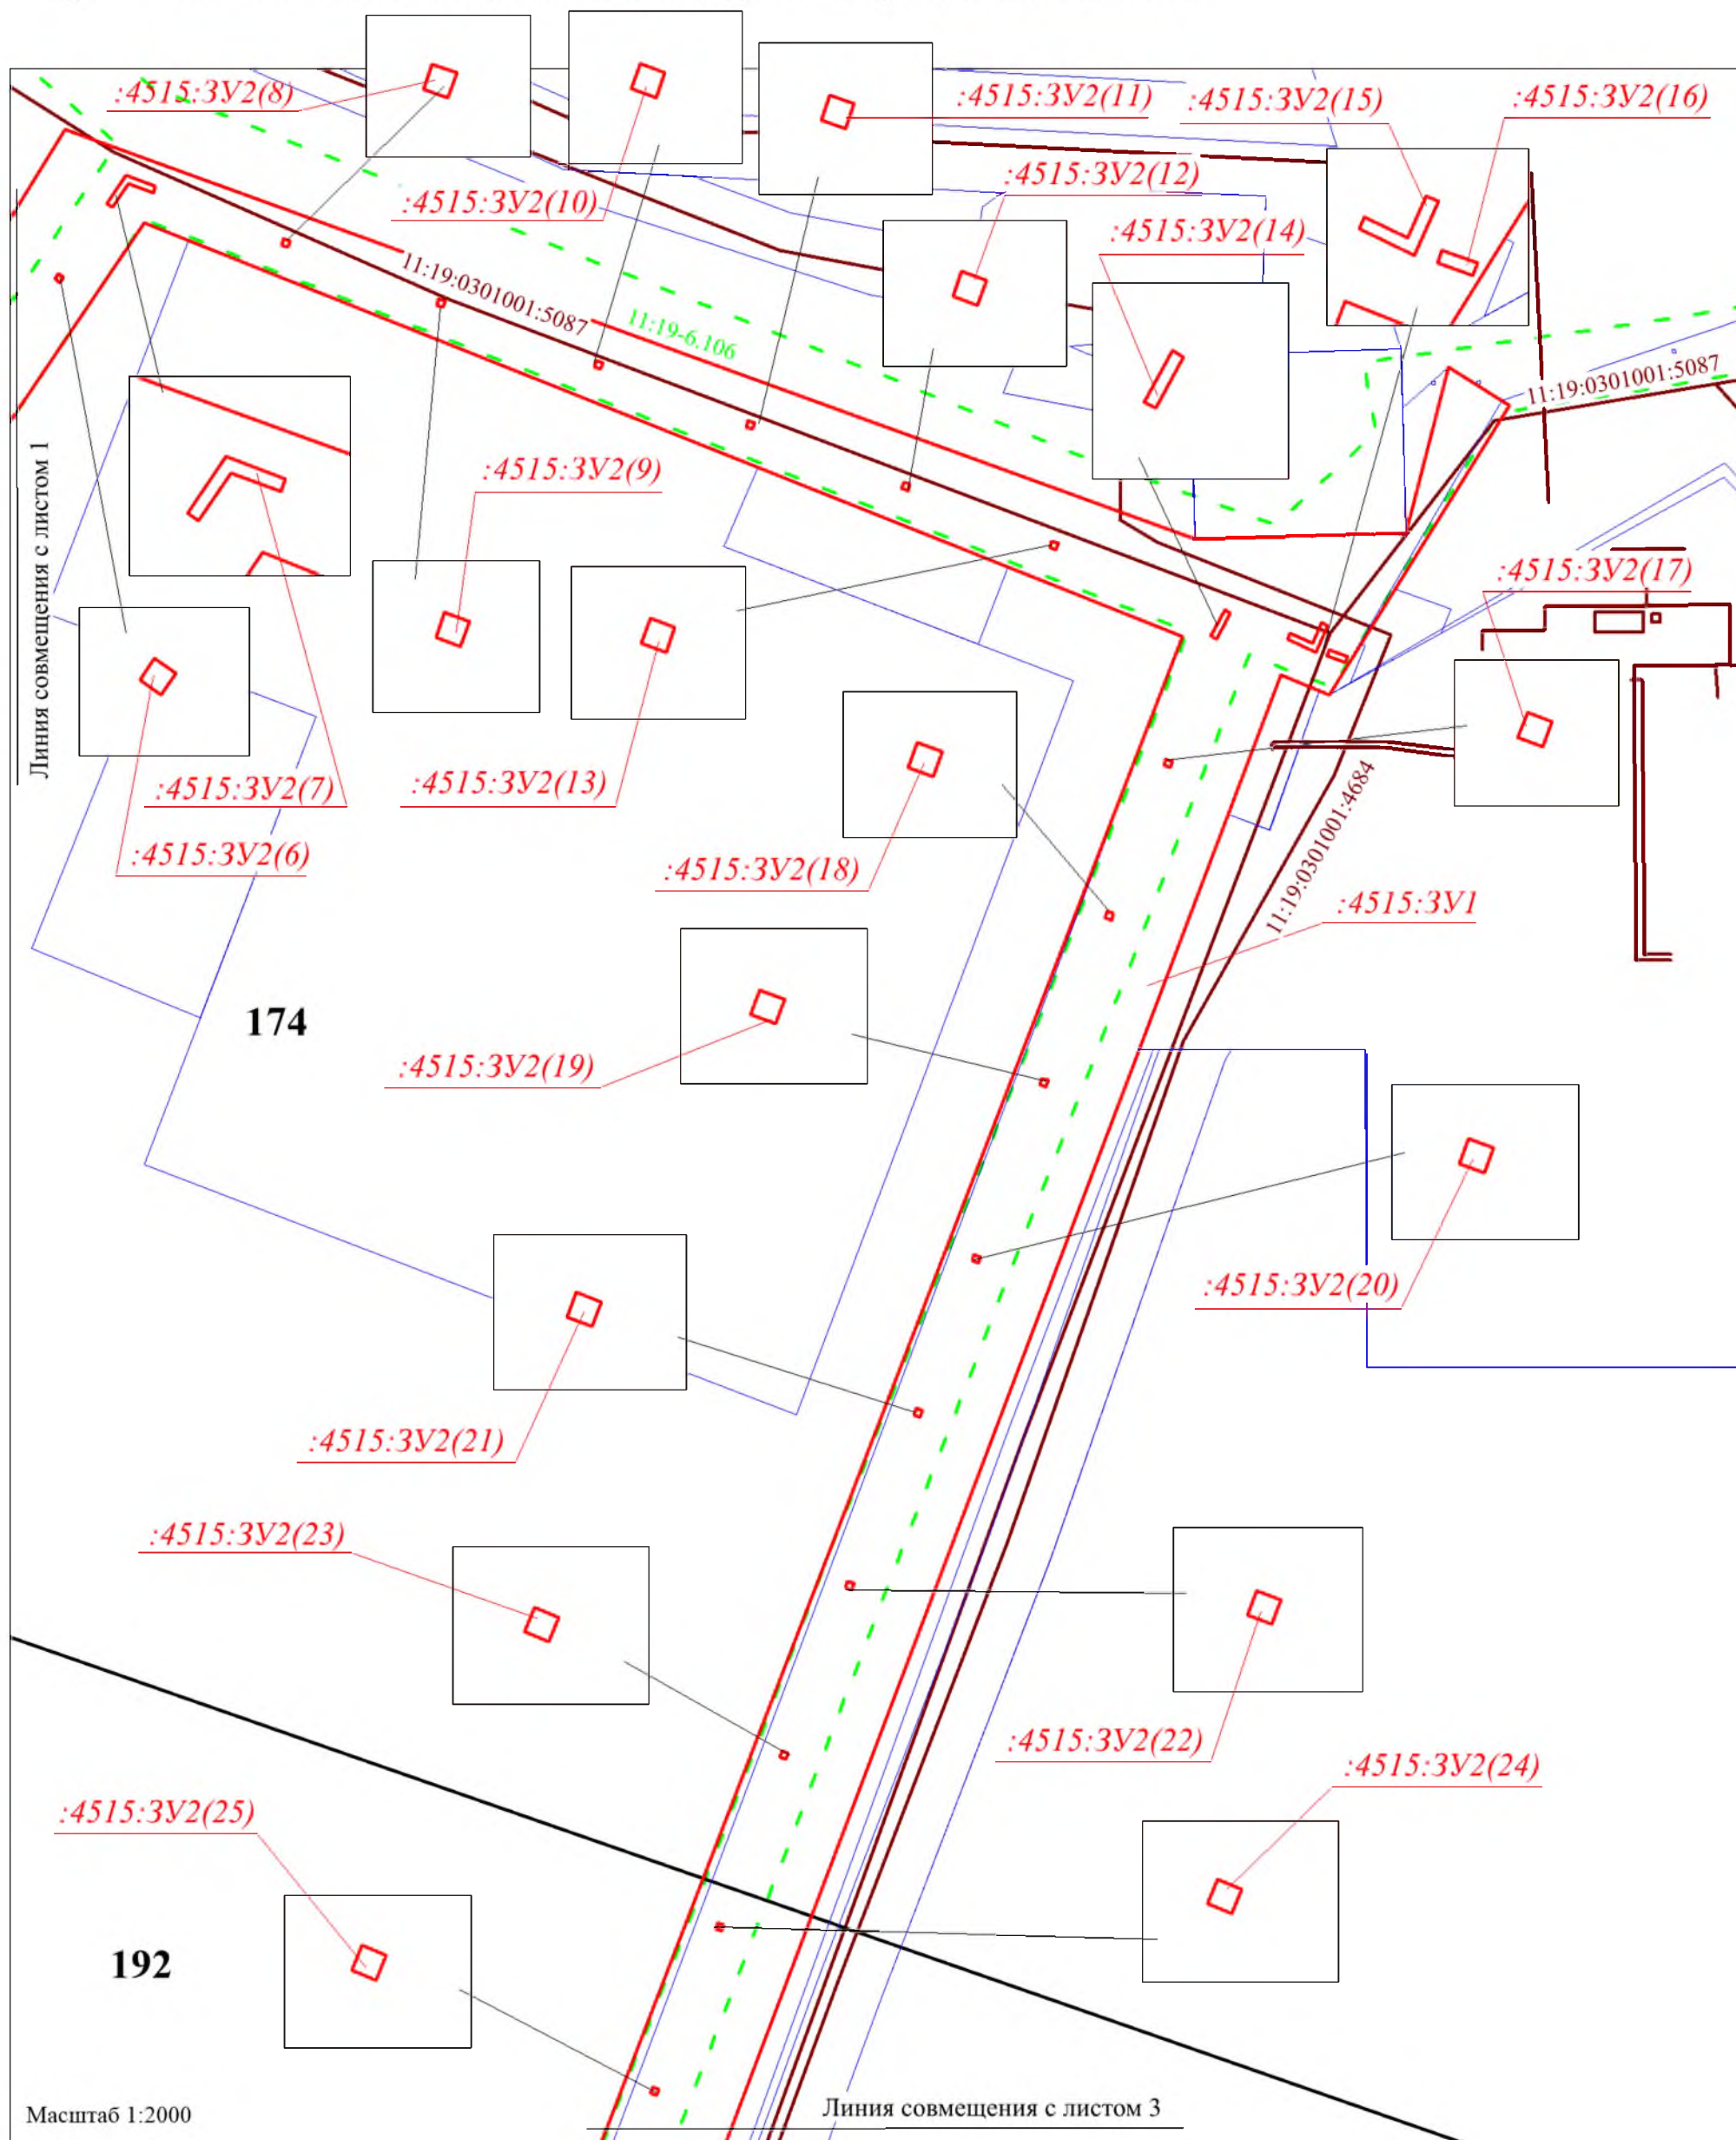 :4515:ЗУ2(8)
:4515:ЗУ2(11)
:4515:ЗУ2(15)
:4515:ЗУ2(16)
:4515:ЗУ2(10)
:4515:ЗУ2(12)
:4515:ЗУ2(14)
11:19:0301001:5087
11:19-6.106
11:19:0301001:5087
Линия совмещения с листом 1
:4515:ЗУ2(9)
:4515:ЗУ2(17)
:4515:ЗУ2(7)
:4515:ЗУ2(13)
:4515:ЗУ2(6)
:4515:ЗУ2(18)
11:19:0301001:4684
:4515:ЗУ1
174
:4515:ЗУ2(19)
:4515:ЗУ2(20)
:4515:ЗУ2(21)
:4515:ЗУ2(23)
:4515:ЗУ2(22)
:4515:ЗУ2(24)
:4515:ЗУ2(25)
192
Масштаб 1:2000
Линия совмещения с листом 3